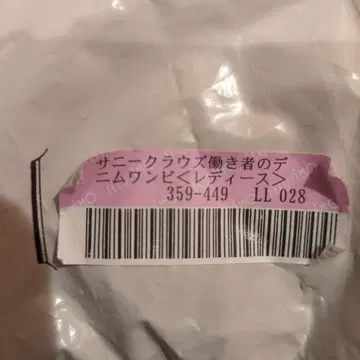 サニークラウズ働き者のデ
ニムワンピ<レディース>
359-449 LL 028